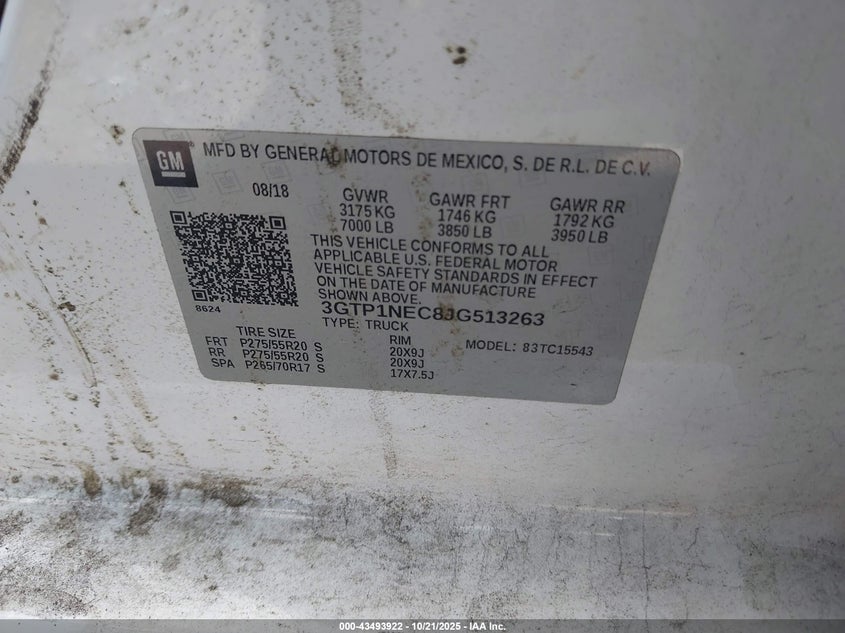 GM
MFD BY GENERAL MOTORS DE MEXICO, S. DE R.L. DE C.V.
08/18
GVWR GAWR FRT GAWR RR
3175 KG 1746 KG 1792 KG
7000 LB 3850 LB 3950 LB
THIS VEHICLE CONFORMS TO ALL
APPLICABLE U.S. FEDERAL MOTOR
VEHICLE SAFETY STANDARDS IN EFFECT
ON THE DATE OF MANUFACTURE
SHOWN ABOVE.
8624
3GTP1NEC8JG513263
TYPE: TRUCK
TIRE SIZE RIM MODEL: 83TC15543
FRT P275/55R20 S 20X9J
RR P275/55R20 S 20X9J
SPA P265/70R17 S 17X7.5J
000-43493922 - 10/21/2025 - IAA Inc.